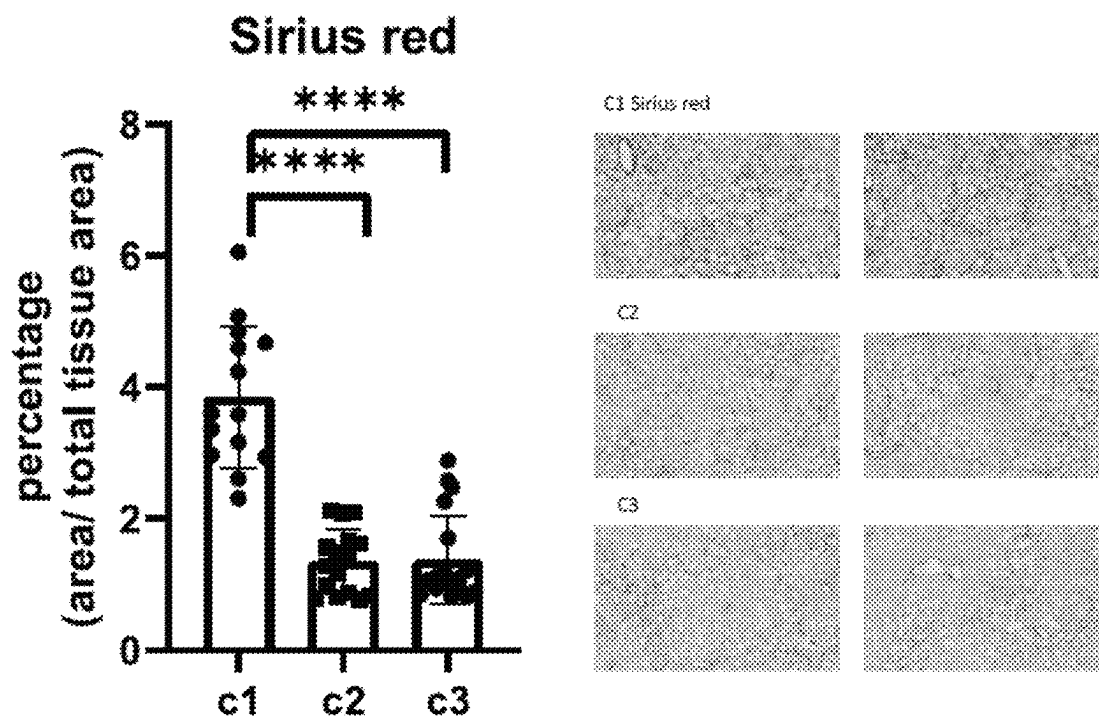 Sirius red
****
****
percentage
(area/ total tissue area)
8
6
4
2
0
c1 c2 c3
C1 Sirius red
C2
C3